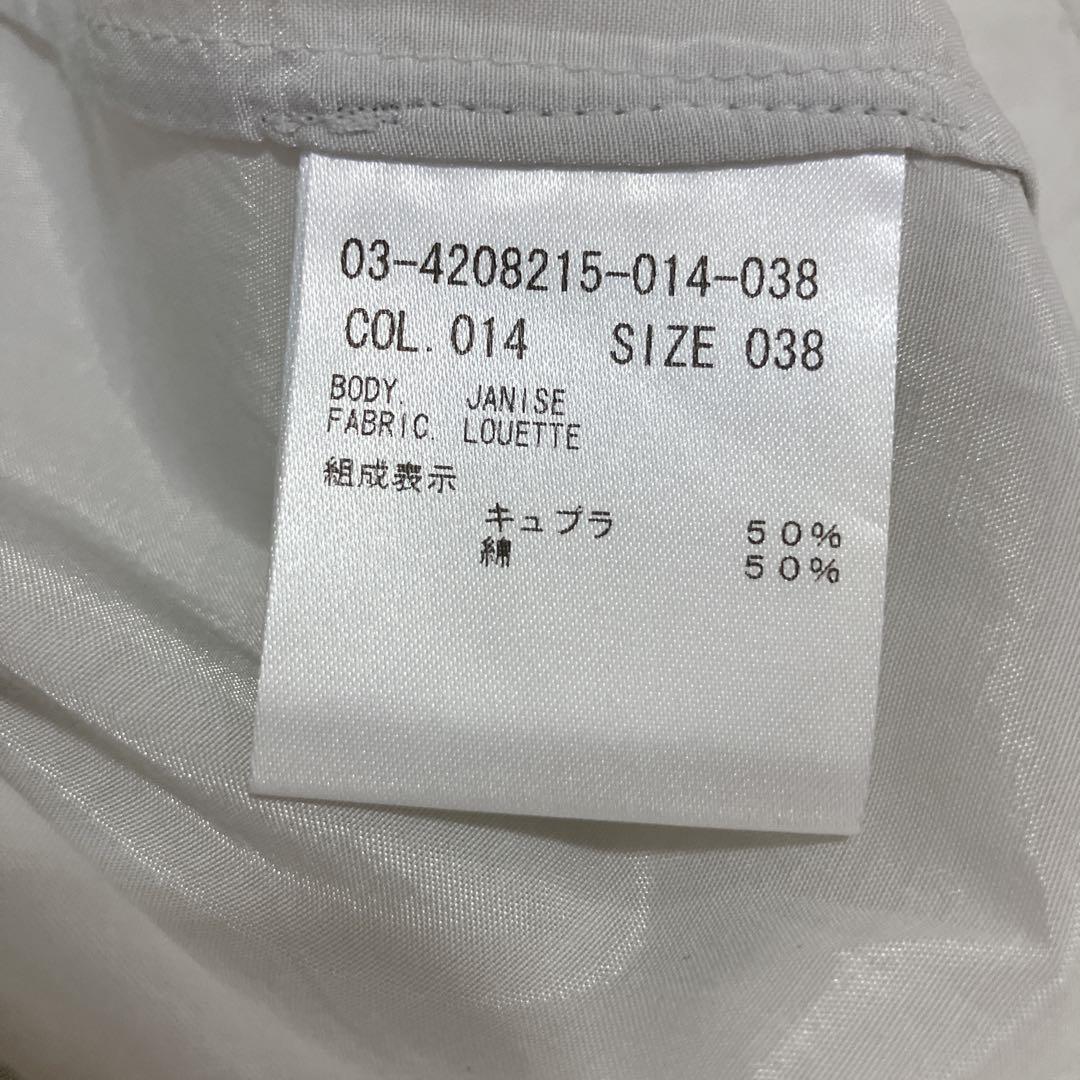 03-4208215-014-038
COL. 014 SIZE 038
BODY. JANISE
FABRIC. LOUETTE
組成表示
キュプラ 50%
綿 50%